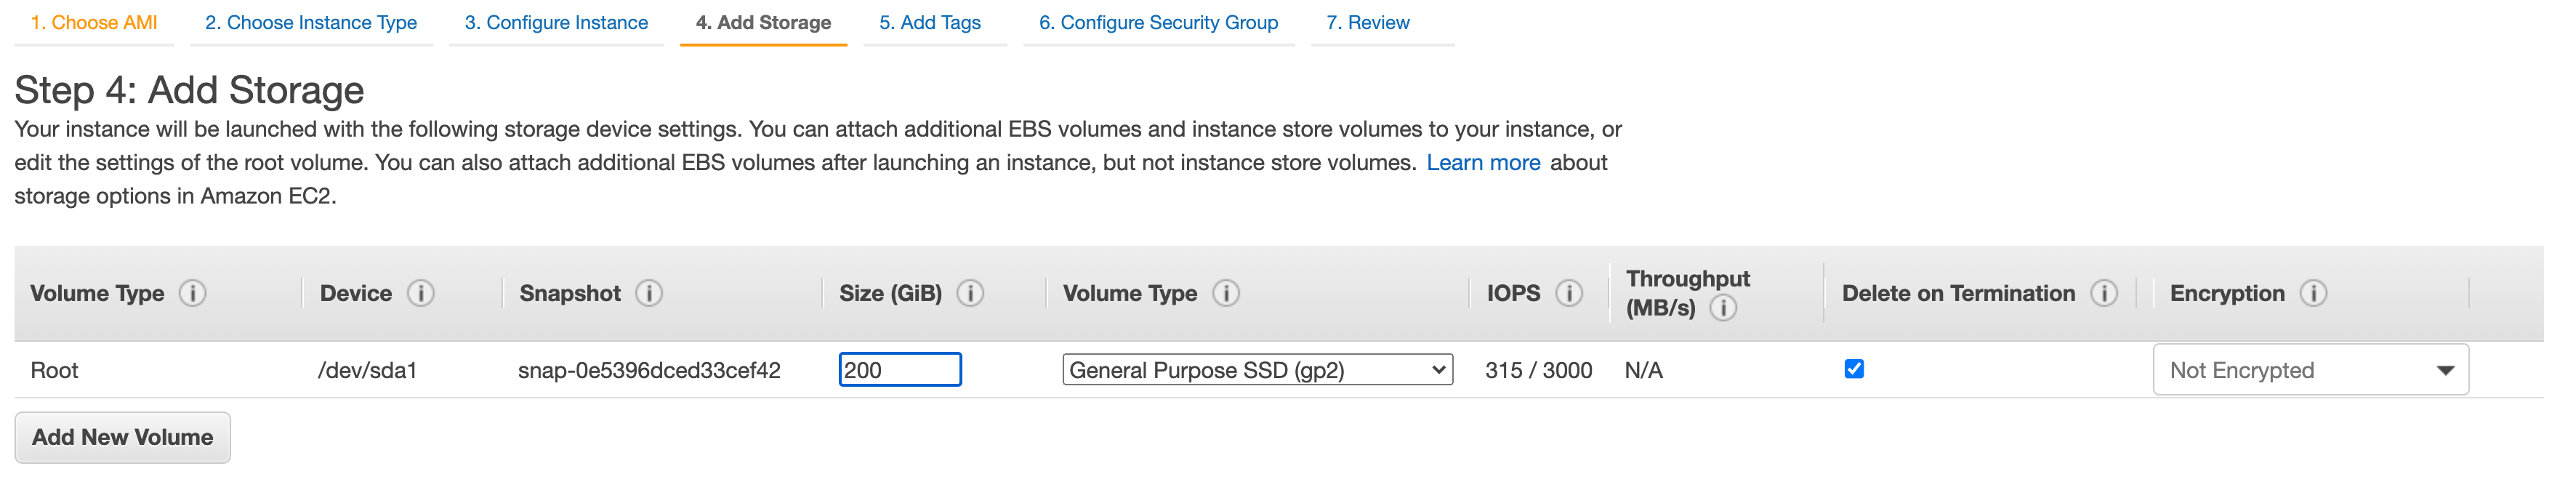 1. Choose AMI 2. Choose Instance Type 3. Configure Instance 4. Add Storage 5. Add Tags 6. Configure Security Group 7. Review
Step 4: Add Storage
Your instance will be launched with the following storage device settings. You can attach additional EBS volumes and instance store volumes to your instance, or
edit the settings of the root volume. You can also attach additional EBS volumes after launching an instance, but not instance store volumes. Learn more about
storage options in Amazon EC2.
Volume Type i Device i Snapshot i Size (GiB) i Volume Type i IOPS i Throughput (MB/s) i Delete on Termination i Encryption i
Root /dev/sda1 snap-0e5396dced33cef42 200 General Purpose SSD (gp2) 315 / 3000 N/A Not Encrypted
Add New Volume